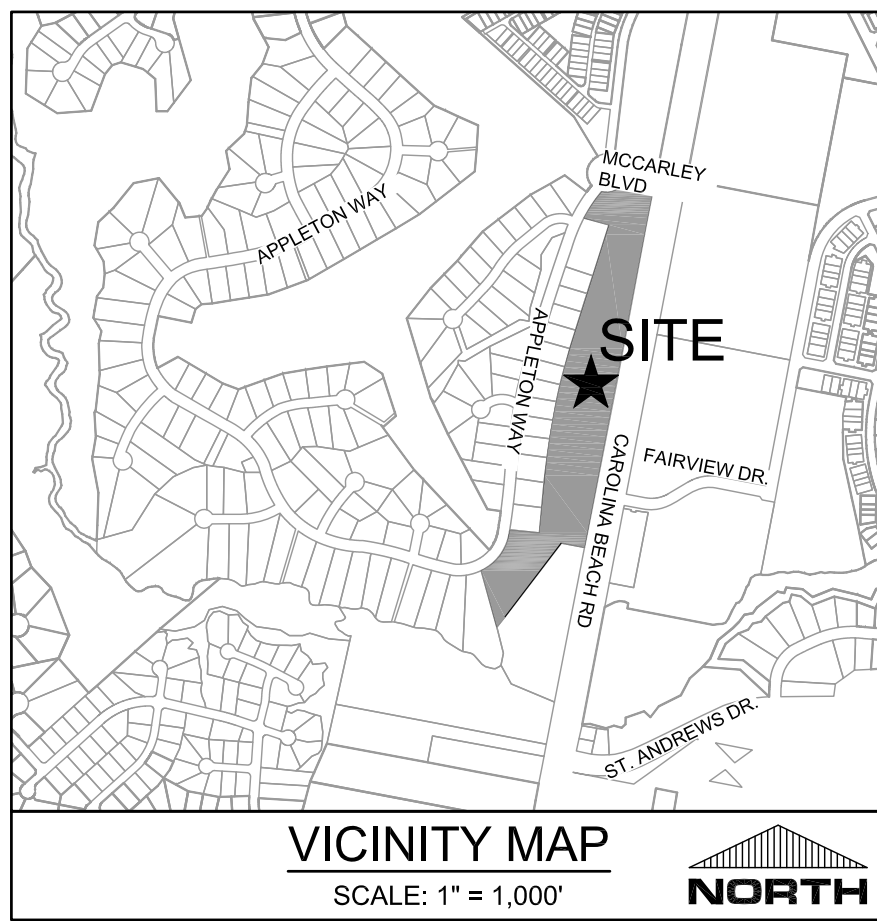 MCCARLEY
BLVD
APPLETON WAY
SITE
APPLETON WAY
CAROLINA BEACH RD
FAIRVIEW DR.
ST. ANDREWS DR.
VICINITY MAP
SCALE: 1" = 1,000'
NORTH